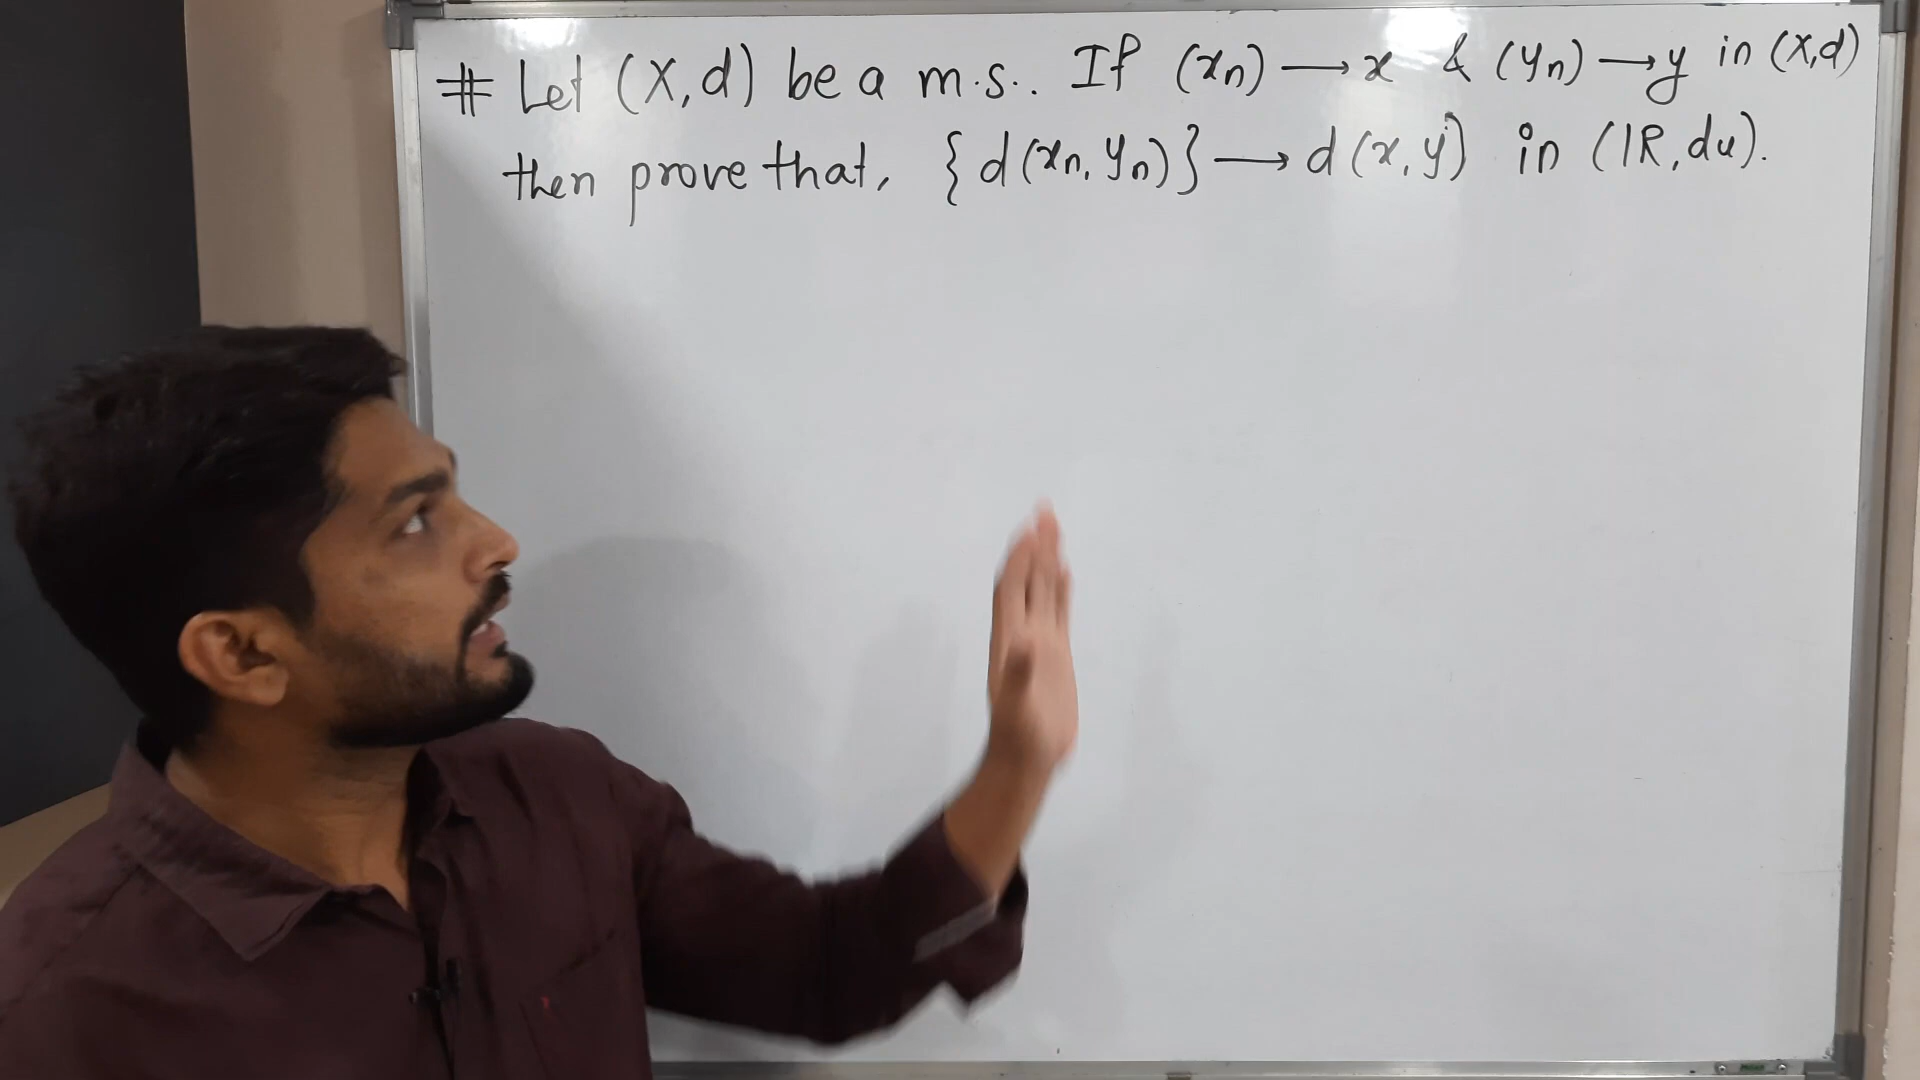 # Let (X,d) be a m.s.. If (xn) → x & (yn) → y in (X,d)
then prove that, {d(xn, yn)} → d(x,y) in (IR, du).